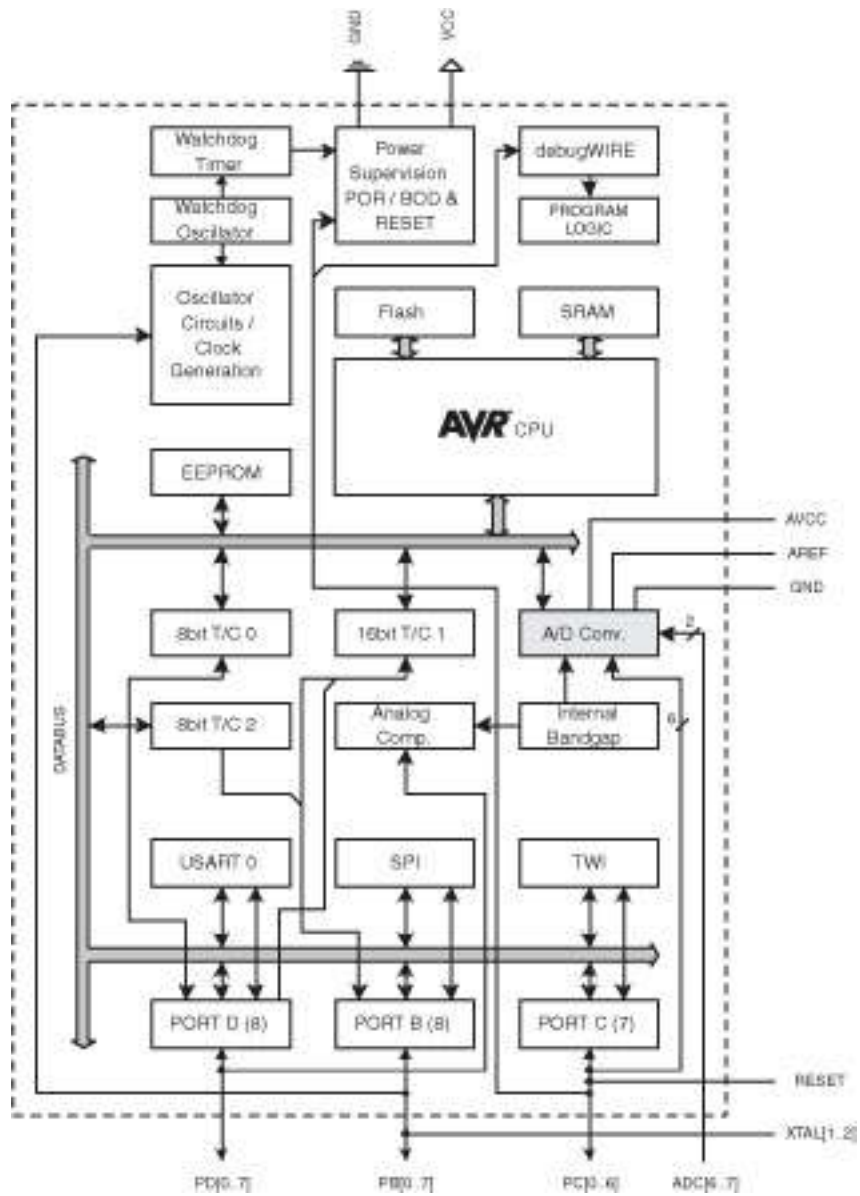 GND
VCC
Watchdog
Timer
Power
Supervision
POR / BOD &
RESET
debugWIRE
Watchdog
Oscillator
PROGRAM
LOGIC
Oscillator
Circuits /
Clock
Generation
Flash
SRAM
AVR CPU
EEPROM
AVCC
AREF
GND
8bit T/C 0
16bit T/C 1
A/D Conv.
2
DATABUS
8bit T/C 2
Analog
Comp.
Internal
Bandgap
6
USART 0
SPI
TWI
PORT D (8)
PORT B (8)
PORT C (7)
RESET
XTAL[1..2]
PD[0..7]
PB[0..7]
PC[0..6]
ADC[6..7]